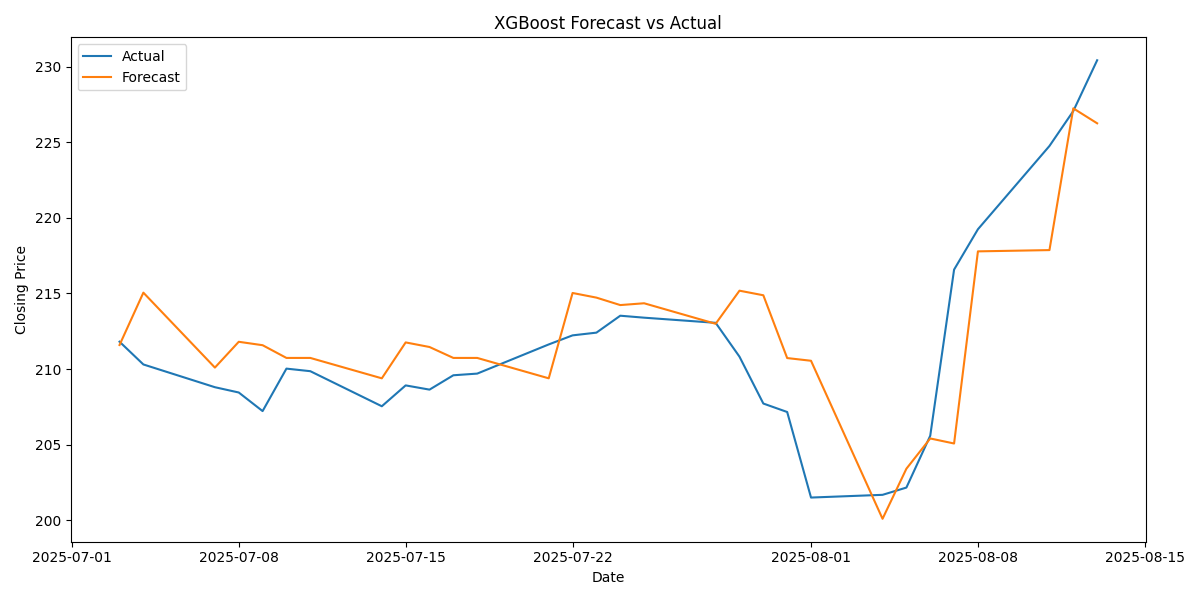 XGBoost Forecast vs Actual
Actual
Forecast
Closing Price
230
225
220
215
210
205
200
2025-07-01
2025-07-08
2025-07-15
2025-07-22
2025-08-01
2025-08-08
2025-08-15
Date